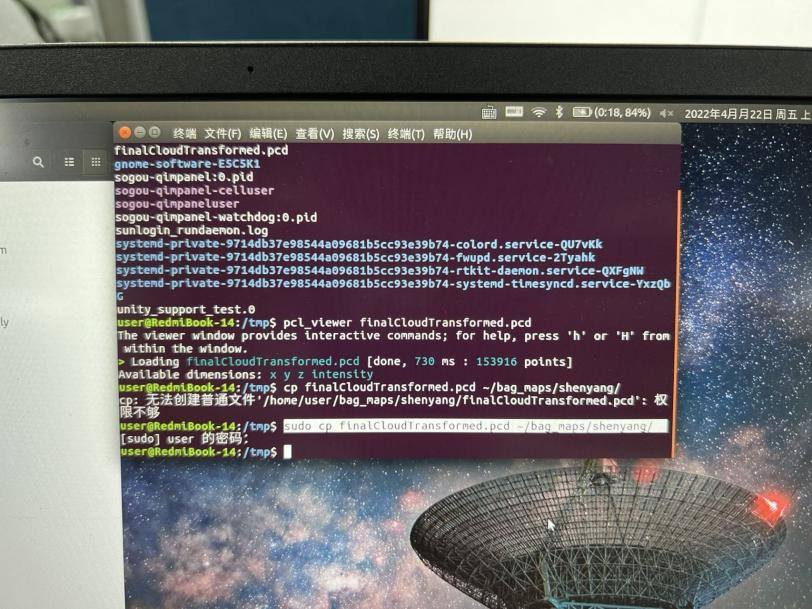 (0:18, 84%) 2022年4月22日 周五 上
终端 文件(F) 编辑(E) 查看(V) 搜索(S) 终端(T) 帮助(H)
finalCloudTransformed.pcd
gnome-software-E5C5K1
sogou-qimpanel:0.pid
sogou-qimpanel-celluser
sogou-qimpaneluser
sogou-qimpanel-watchdog:0.pid
sunlogin_rundaemon.log
systemd-private-9714db37e98544a09681b5cc93e39b74-colord.service-QU7vKk
systemd-private-9714db37e98544a09681b5cc93e39b74-fwupd.service-2Tyahk
systemd-private-9714db37e98544a09681b5cc93e39b74-rtkit-daemon.service-QXFgNW
systemd-private-9714db37e98544a09681b5cc93e39b74-systemd-timesyncd.service-YxzQb
G
unity_support_test.0
user@RedmiBook-14:/tmp$ pcl_viewer finalCloudTransformed.pcd
The viewer window provides interactive commands; for help, press 'h' or 'H' from
within the window.
> Loading finalCloudTransformed.pcd [done, 730 ms : 153916 points]
Available dimensions: x y z intensity
user@RedmiBook-14:/tmp$ cp finalCloudTransformed.pcd ~/bag_maps/shenyang/
cp: 无法创建普通文件'/home/user/bag_maps/shenyang/finalCloudTransformed.pcd': 权
限不够
user@RedmiBook-14:/tmp$ sudo cp finalCloudTransformed.pcd ~/bag_maps/shenyang/
[sudo] user 的密码:
user@RedmiBook-14:/tmp$